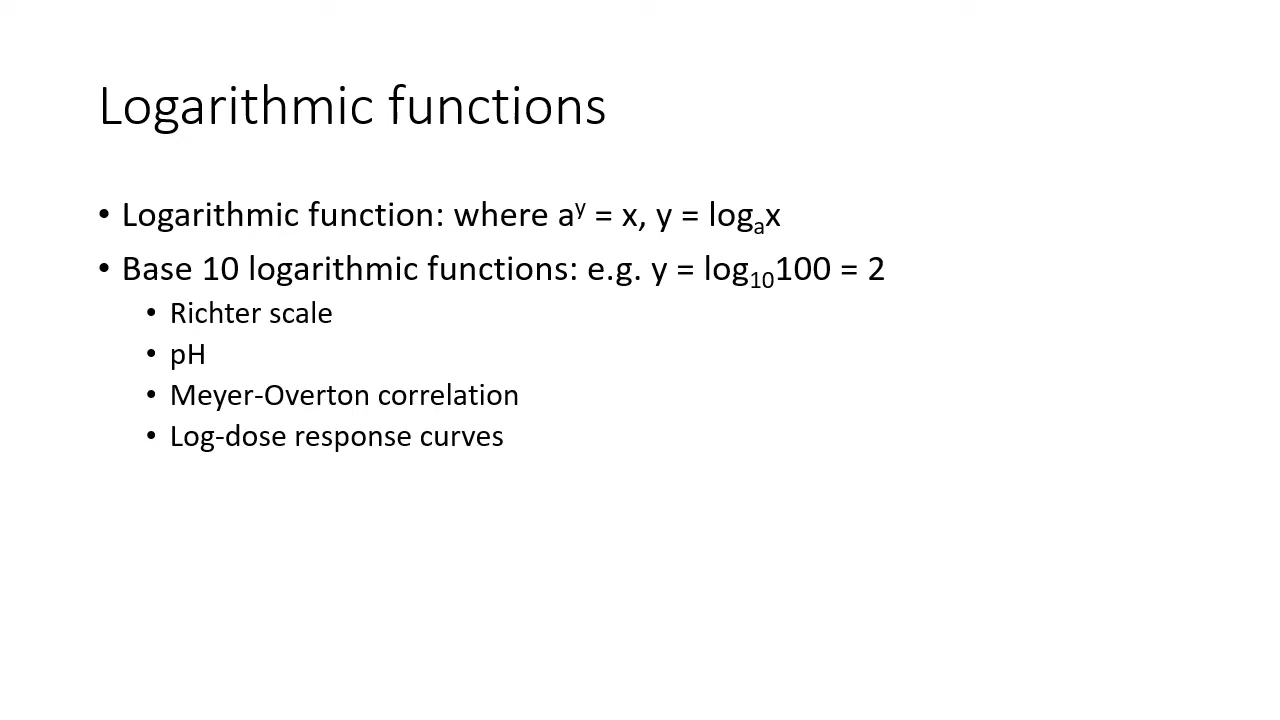 Logarithmic functions
• Logarithmic function: where aʸ = x, y = logₐx
• Base 10 logarithmic functions: e.g. y = log₁₀100 = 2
• Richter scale
• pH
• Meyer-Overton correlation
• Log-dose response curves